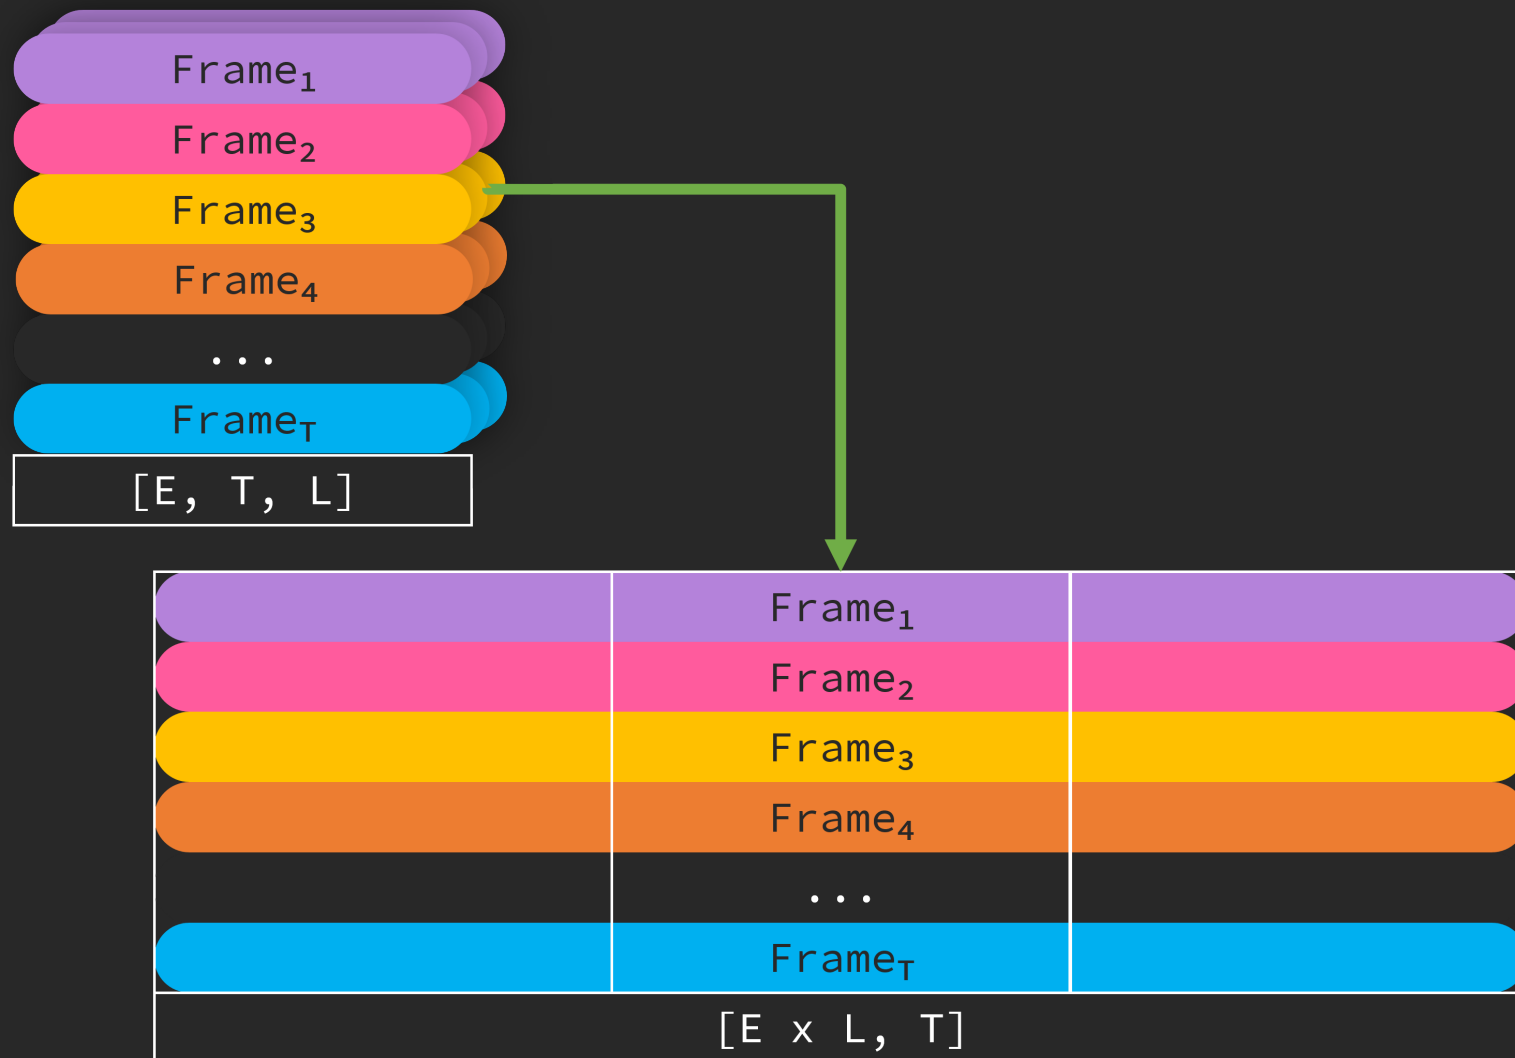 Frame₁
Frame₂
Frame₃
Frame₄
...
Frame_T
[E, T, L]
Frame₁
Frame₂
Frame₃
Frame₄
...
Frame_T
[E x L, T]